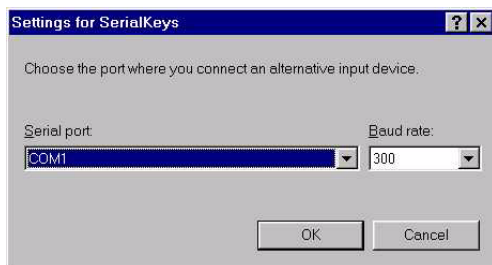 Settings for SerialKeys
Choose the port where you connect an alternative input device.
Serial port: Baud rate:
COM1 300
OK Cancel